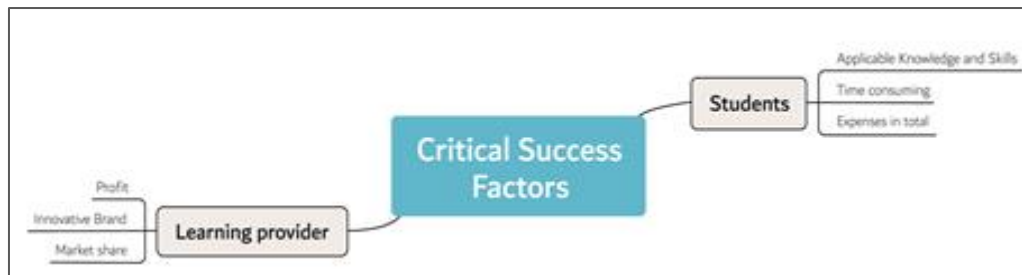 Critical Success
Factors
Students
Applicable Knowledge and Skills
Time consuming
Expenses in total
Learning provider
Profit
Innovative Brand
Market share